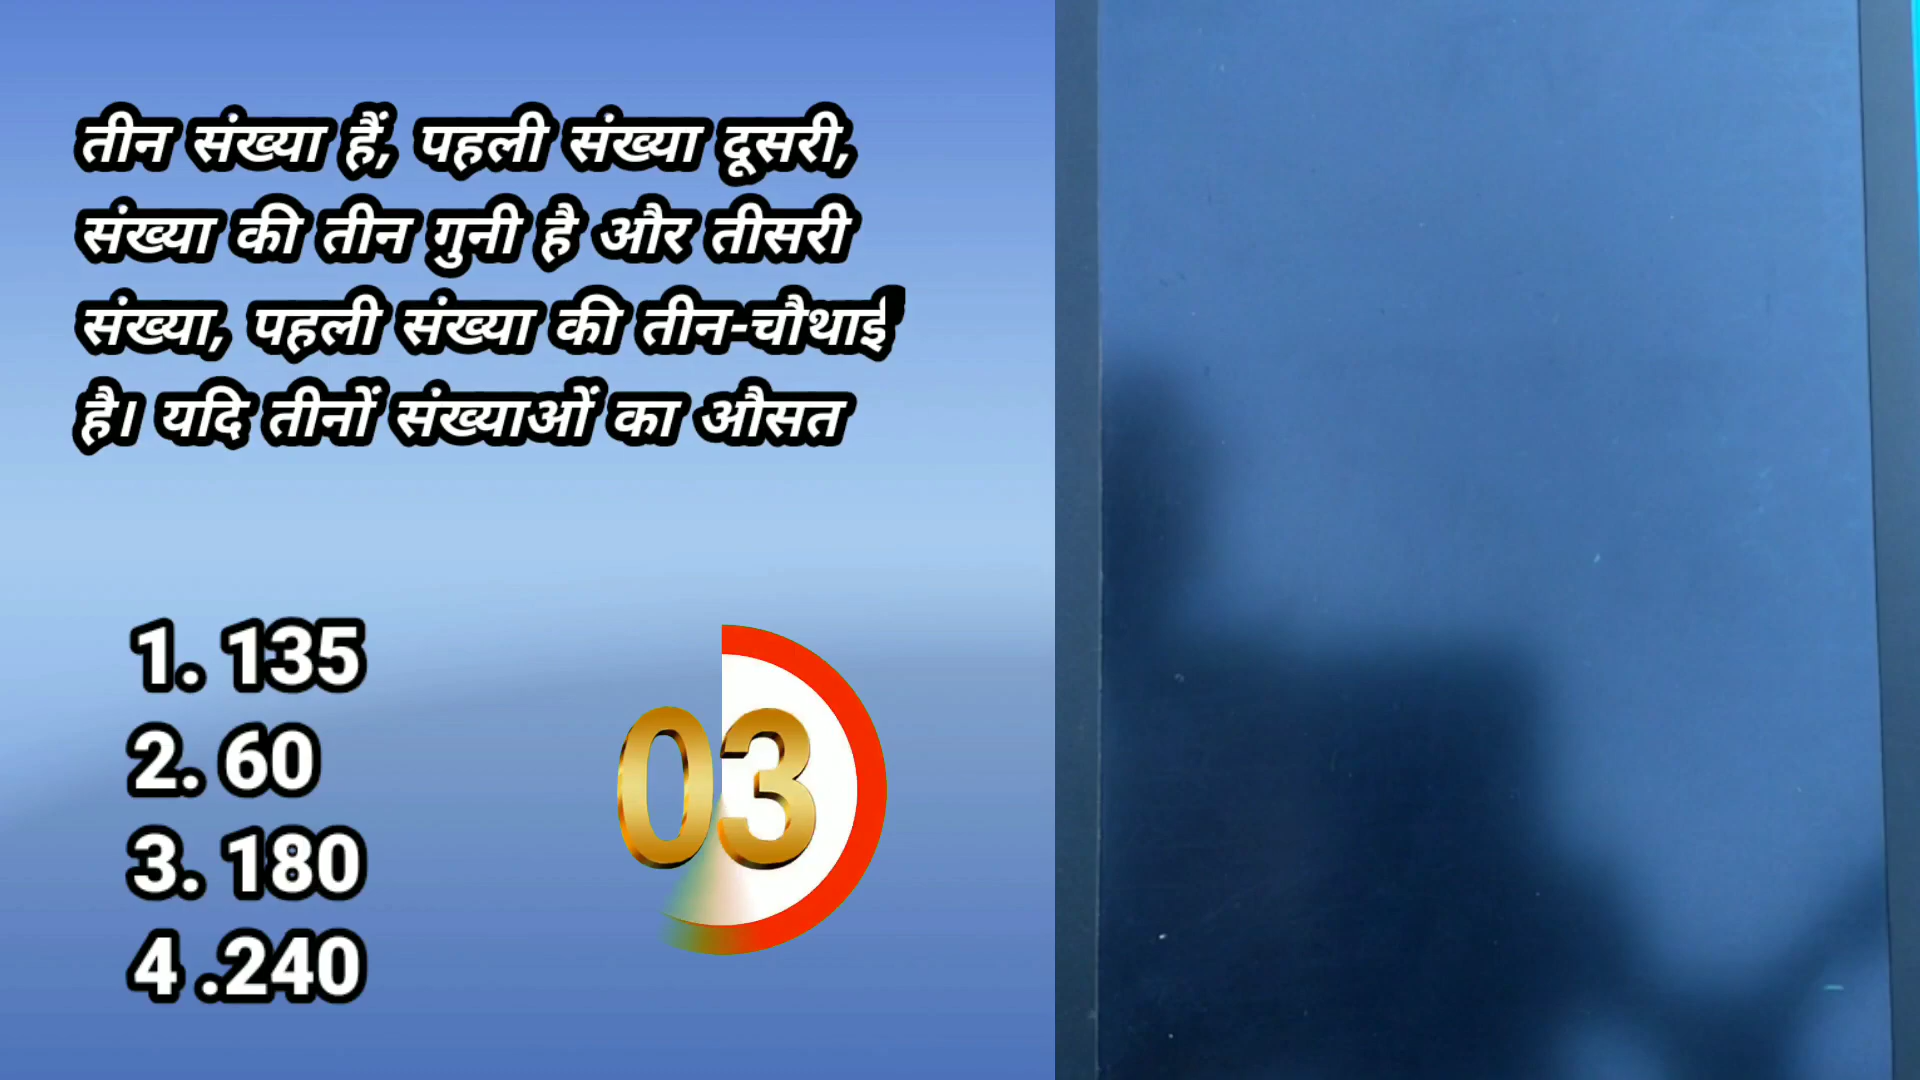 तीन संख्या हैं, पहली संख्या दूसरी,
संख्या की तीन गुनी है और तीसरी
संख्या, पहली संख्या की तीन-चौथाई
है। यदि तीनों संख्याओं का औसत
1. 135
2. 60
3. 180
4 .240
03